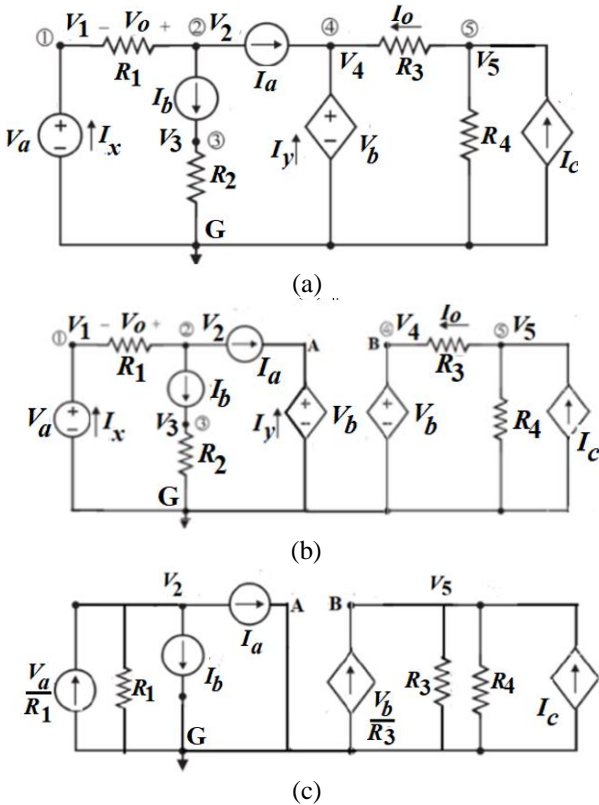 ① V1 − Vo + ② V2 ④ Io ⑤
R1 Ia V4 R3 V5
Ib
Va Ix V3 ③ Iy Vb R4 Ic
R2
G
(a)
① V1 − Vo + ② V2 A B ④ V4 Io ⑤ V5
R1 Ia R3
Ib
Va Ix V3 ③ Iy Vb Vb R4 Ic
R2
G
(b)
V2 A B V5
Ia
Va/R1 R1 Ib Vb/R3 R3 R4 Ic
G
(c)